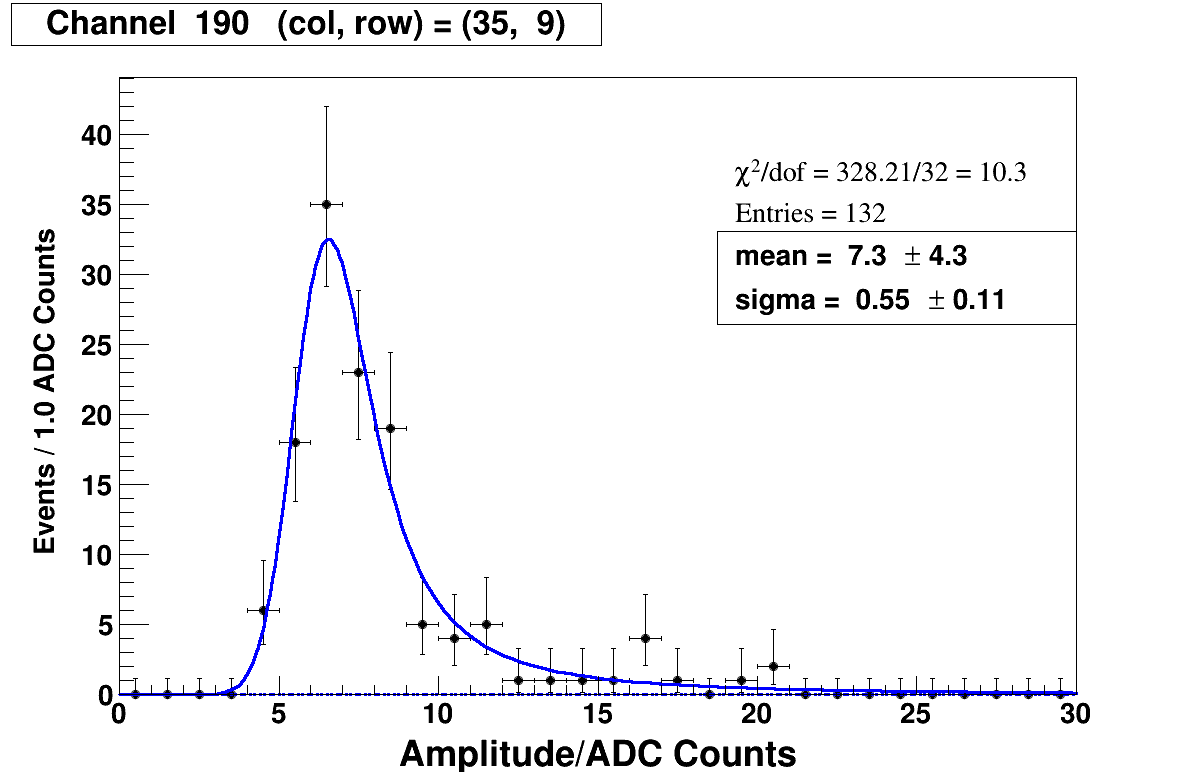 Channel 190 (col, row) = (35, 9)
Events / 1.0 ADC Counts
40
35
30
25
20
15
10
5
0
χ²/dof = 328.21/32 = 10.3
Entries = 132
mean = 7.3 ± 4.3
sigma = 0.55 ± 0.11
0 5 10 15 20 25 30
Amplitude/ADC Counts